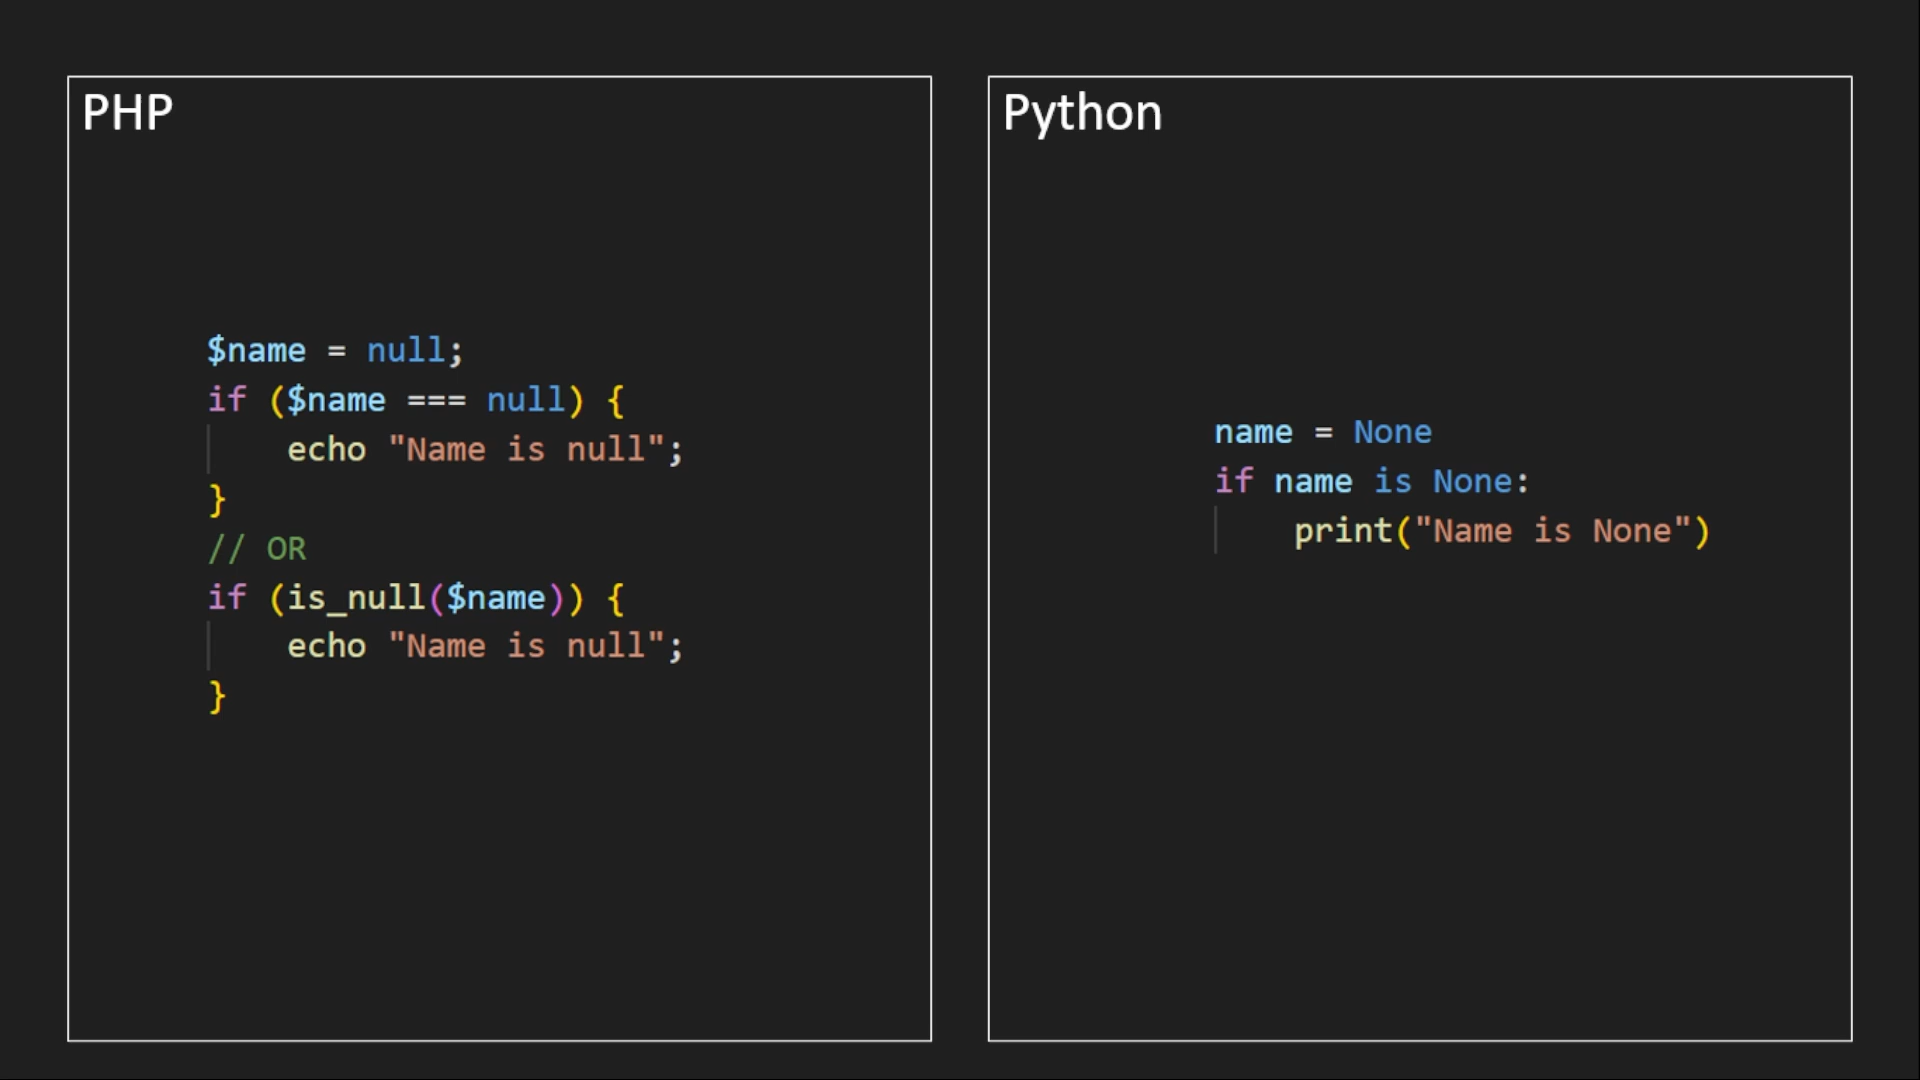 PHP
$name = null;
if ($name === null) {
    echo "Name is null";
}
// OR
if (is_null($name)) {
    echo "Name is null";
}
Python
name = None
if name is None:
    print("Name is None")